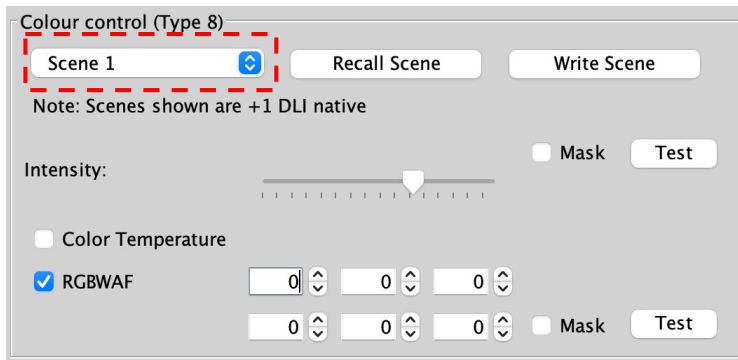 Colour control (Type 8)
Scene 1 Recall Scene Write Scene
Note: Scenes shown are +1 DLI native
Mask Test
Intensity:
Color Temperature
RGBWAF 0 0 0
0 0 0 Mask Test